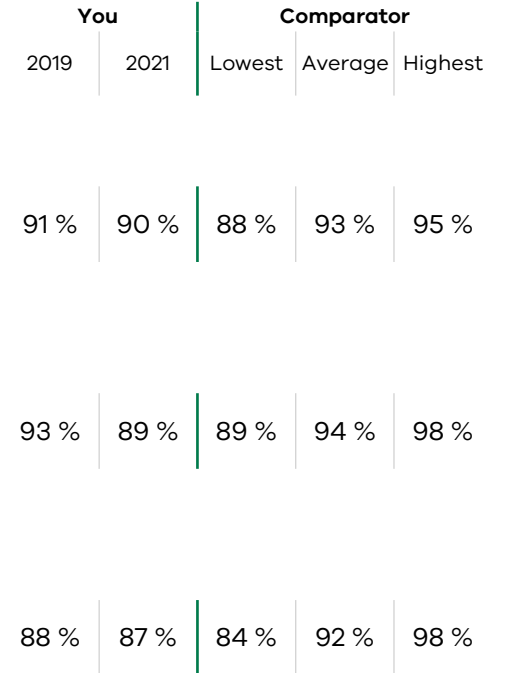 You Comparator
2019 2021 Lowest Average Highest
91 % 90 % 88 % 93 % 95 %
93 % 89 % 89 % 94 % 98 %
88 % 87 % 84 % 92 % 98 %